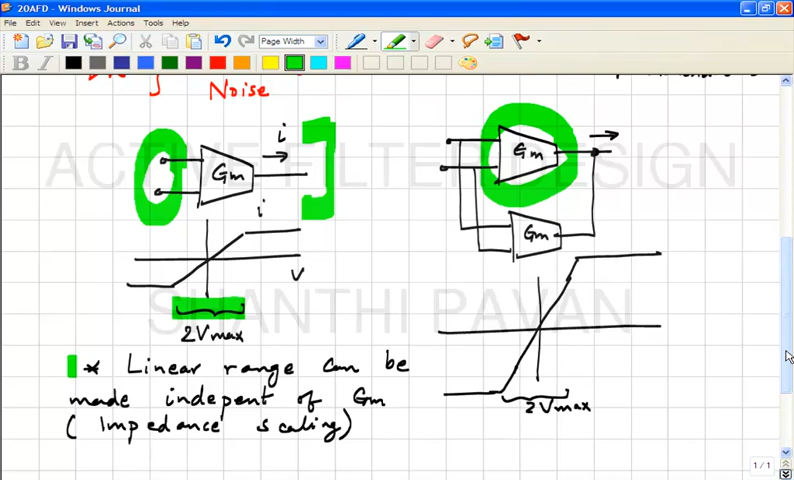 20AFD - Windows Journal
File Edit View Insert Actions Tools Help
Page Width
B I
Noise
ACTIVE FILTER DESIGN
i
Gm
i
V
2Vmax
Gm
Gm
2Vmax
SHANTHI PAVAN
* Linear range can be
made indepent of Gm
( Impedance scaling)
1 / 1